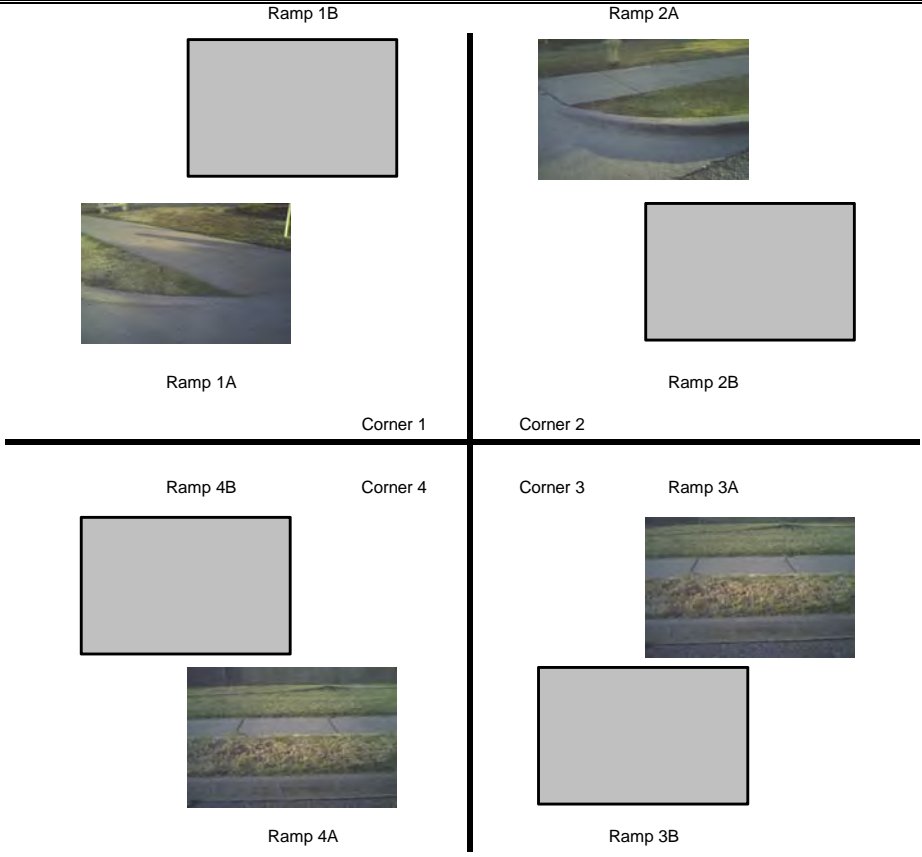 Ramp 1B Ramp 2A
Ramp 1A Ramp 2B
Corner 1 Corner 2
Ramp 4B Corner 4 Corner 3 Ramp 3A
Ramp 4A Ramp 3B